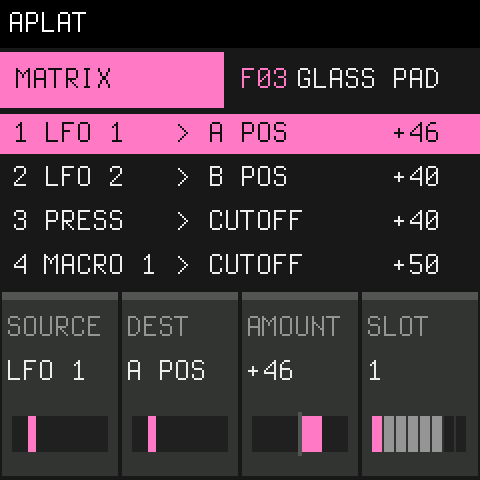 APLAT
MATRIX F03 GLASS PAD
1 LFO 1 > A POS +46
2 LFO 2 > B POS +40
3 PRESS > CUTOFF +40
4 MACRO 1 > CUTOFF +50
SOURCE DEST AMOUNT SLOT
LFO 1 A POS +46 1